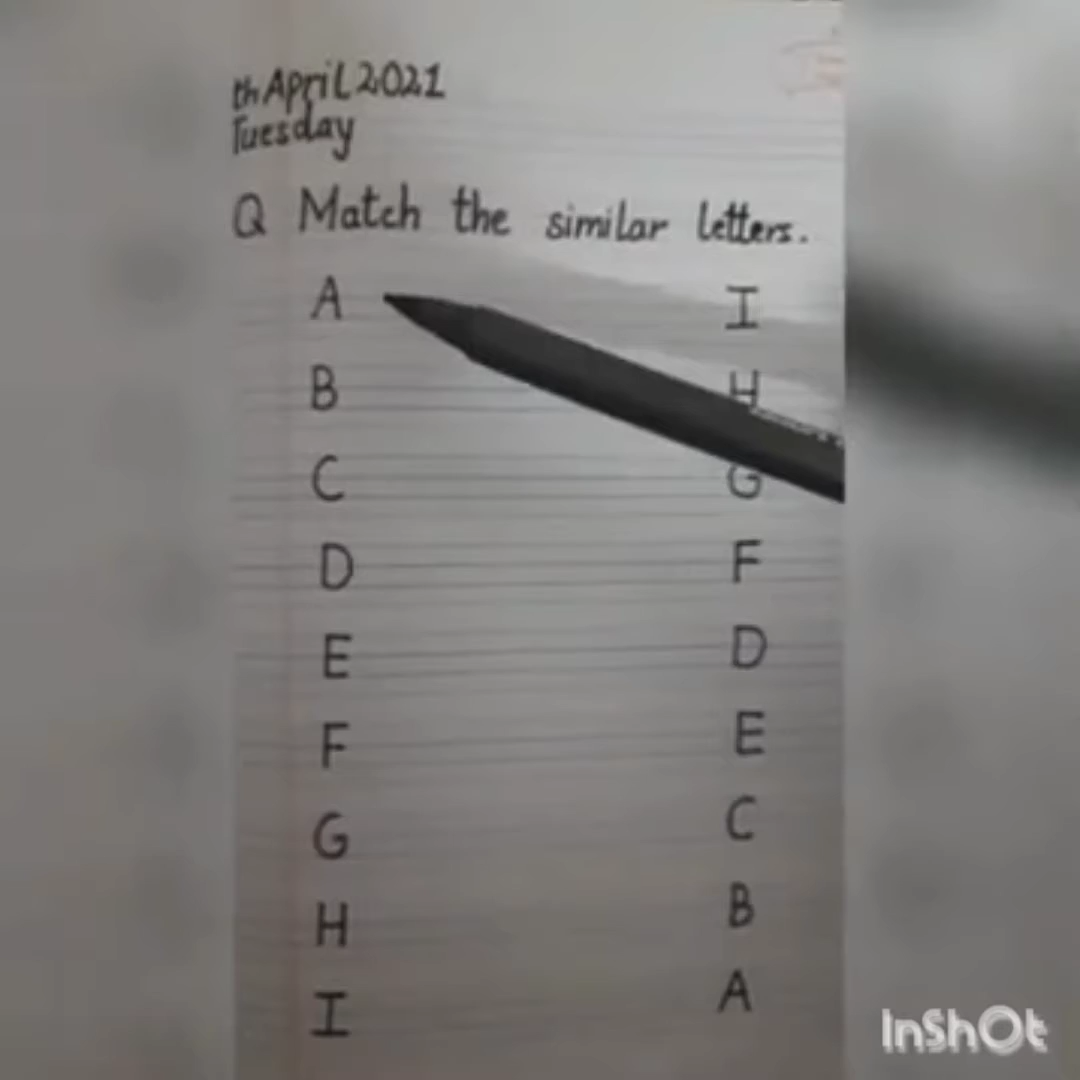 th April 2021
Tuesday
Q Match the similar letters.
A I
B H
C G
D F
E D
F E
G C
H B
I A
InShOt